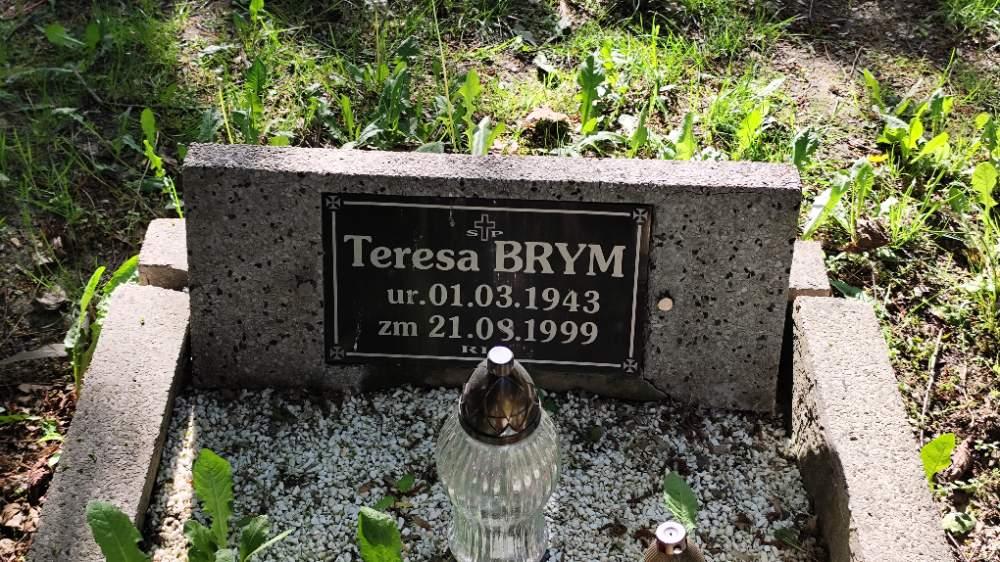 S P
Teresa BRYM
ur.01.03.1943
zm 21.08.1999